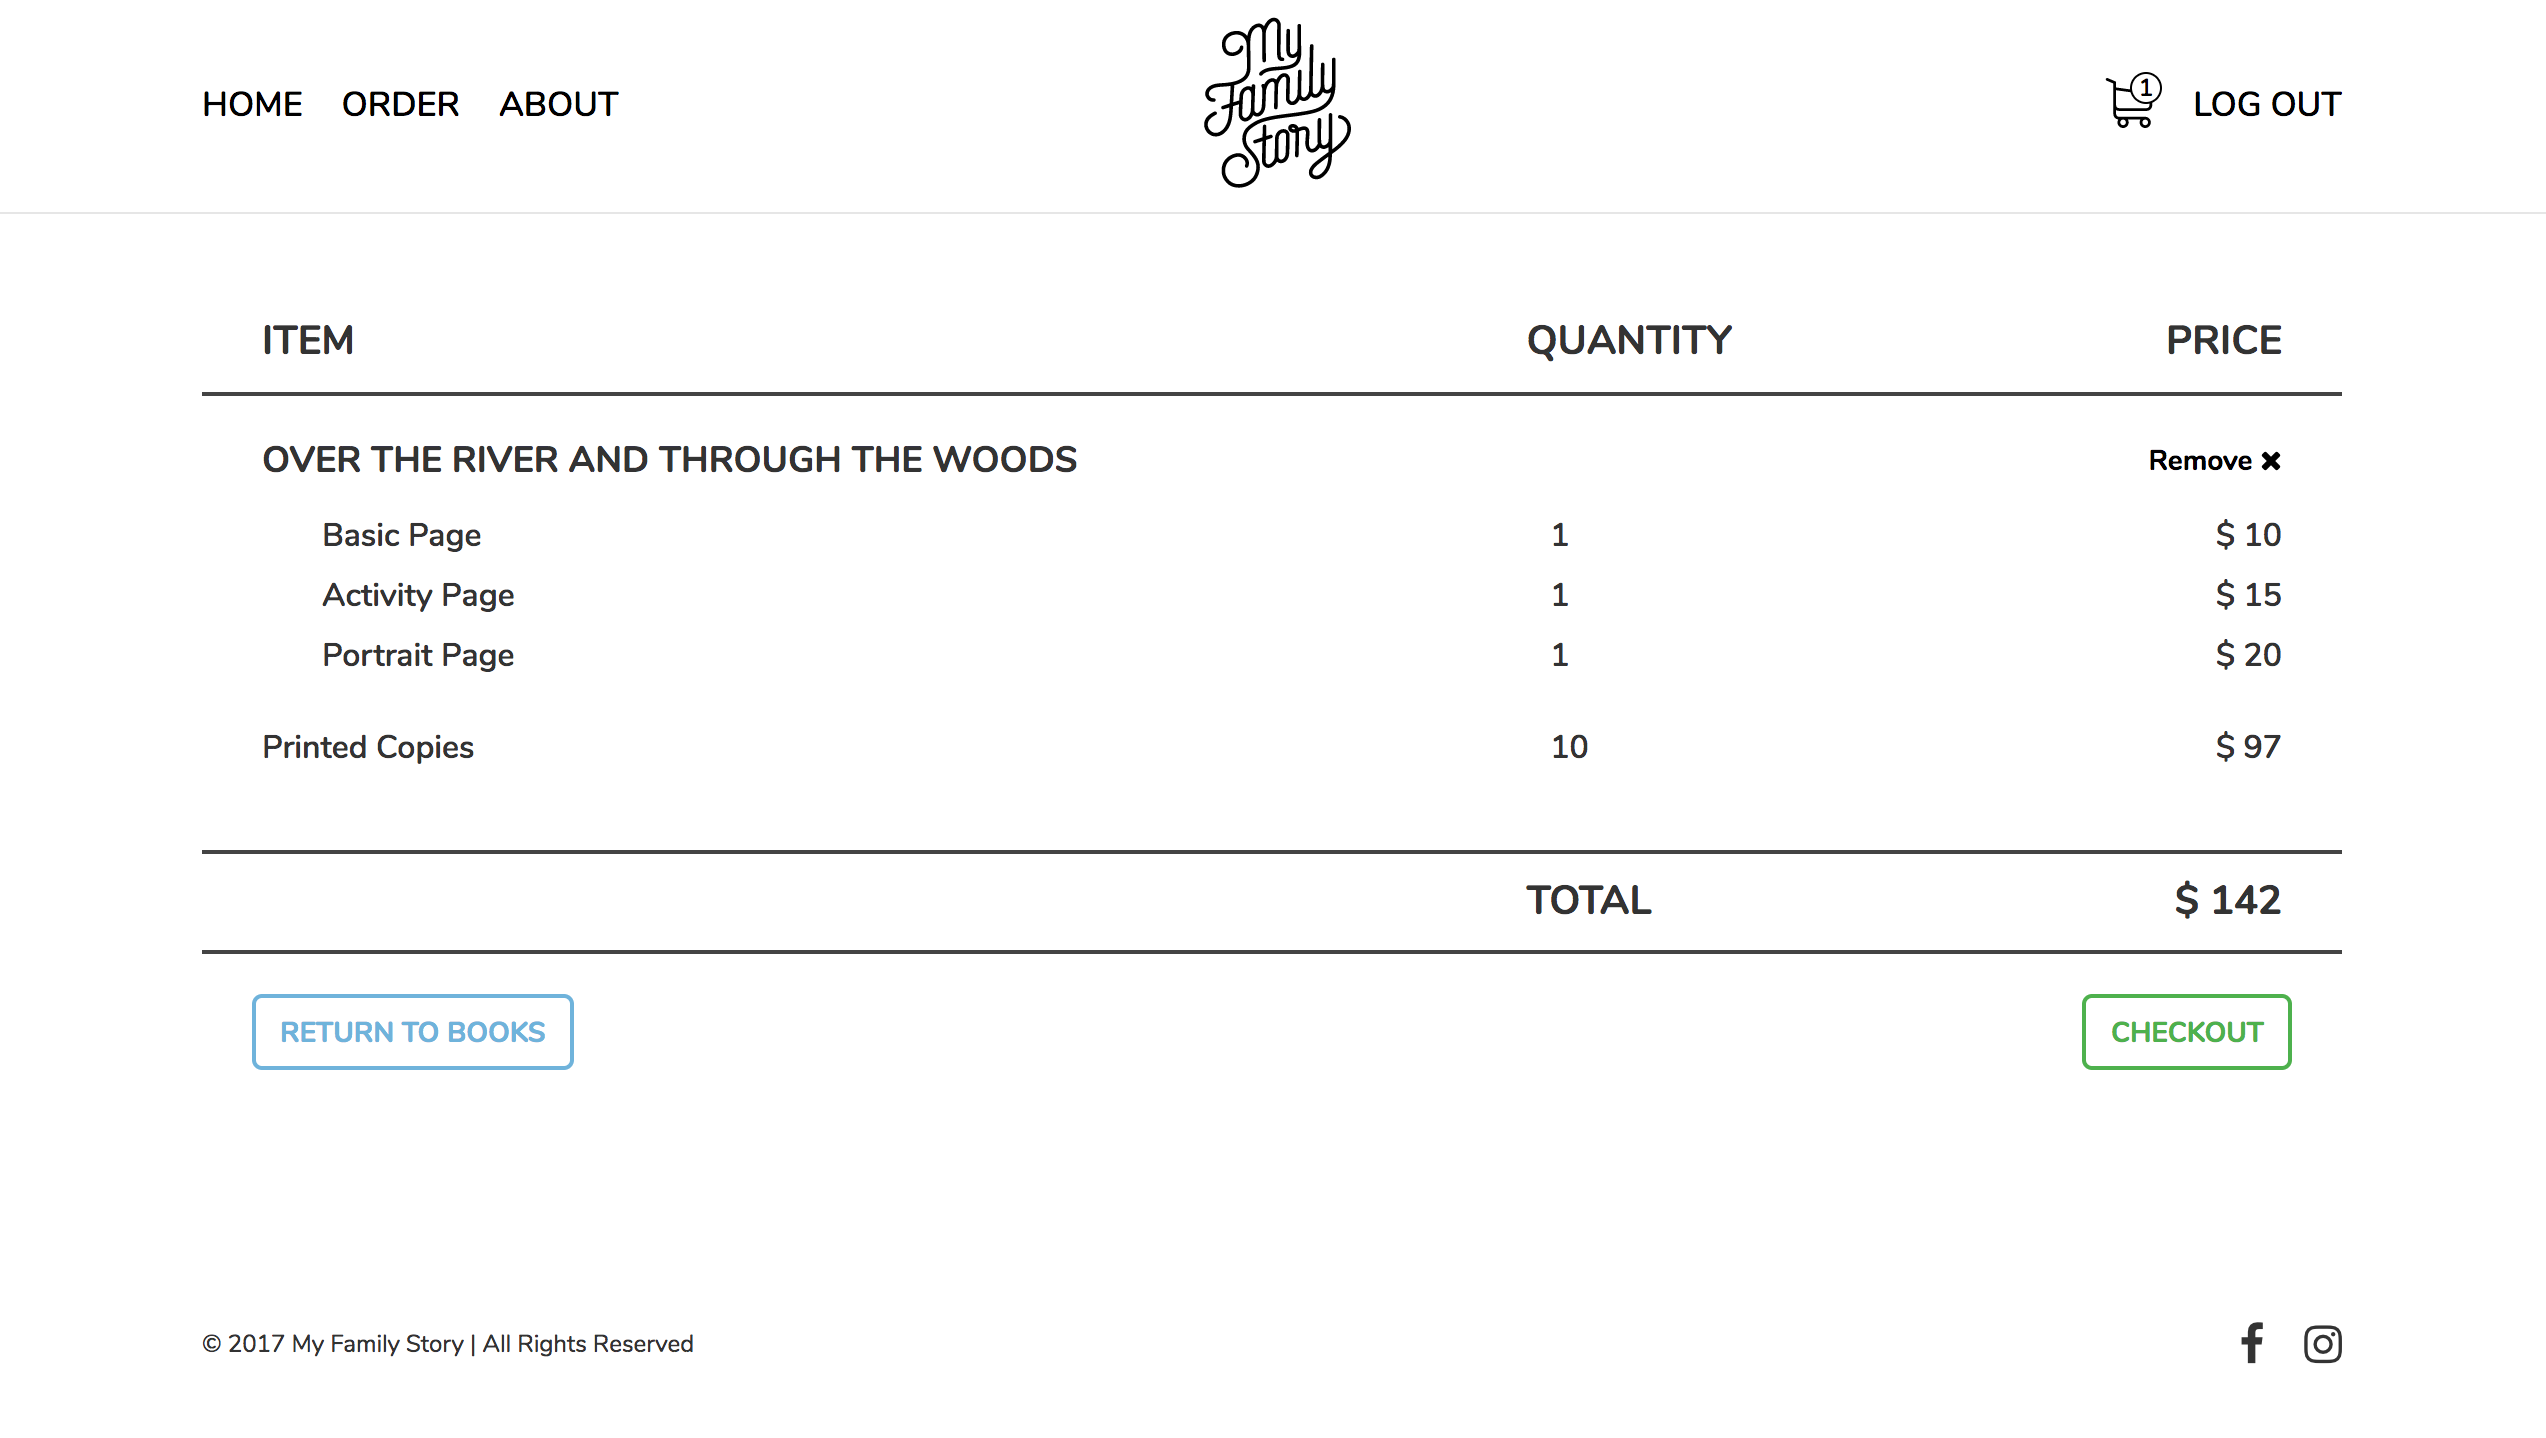 HOME ORDER ABOUT
My
Family
Story
1
LOG OUT
ITEM QUANTITY PRICE
OVER THE RIVER AND THROUGH THE WOODS Remove ✖
Basic Page 1 $ 10
Activity Page 1 $ 15
Portrait Page 1 $ 20
Printed Copies 10 $ 97
TOTAL $ 142
RETURN TO BOOKS CHECKOUT
© 2017 My Family Story | All Rights Reserved